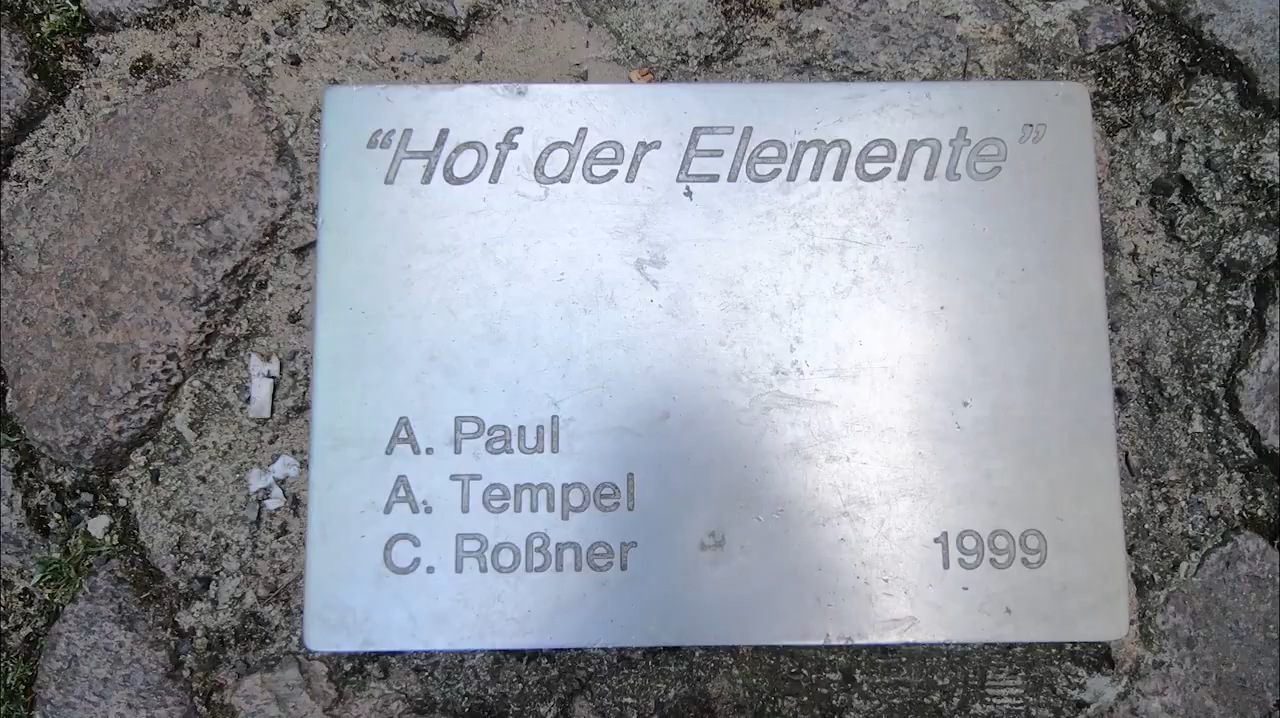 “Hof der Elemente”
A. Paul
A. Tempel
C. Roßner 1999